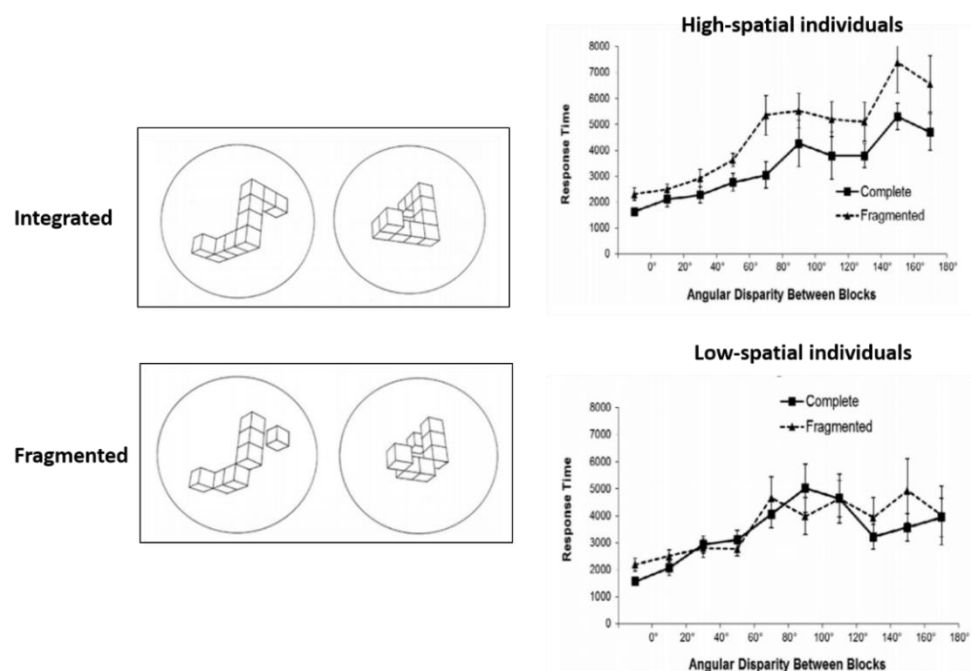 High-spatial individuals
Integrated
8000
7000
6000
5000
4000
3000
2000
1000
0
Response Time
Complete
Fragmented
0° 20° 40° 60° 80° 100° 120° 140° 160° 180°
Angular Disparity Between Blocks
Low-spatial individuals
Fragmented
Complete
Fragmented
8000
7000
6000
5000
4000
3000
2000
1000
0
Response Time
0° 20° 40° 60° 80° 100° 120° 140° 160° 180°
Angular Disparity Between Blocks